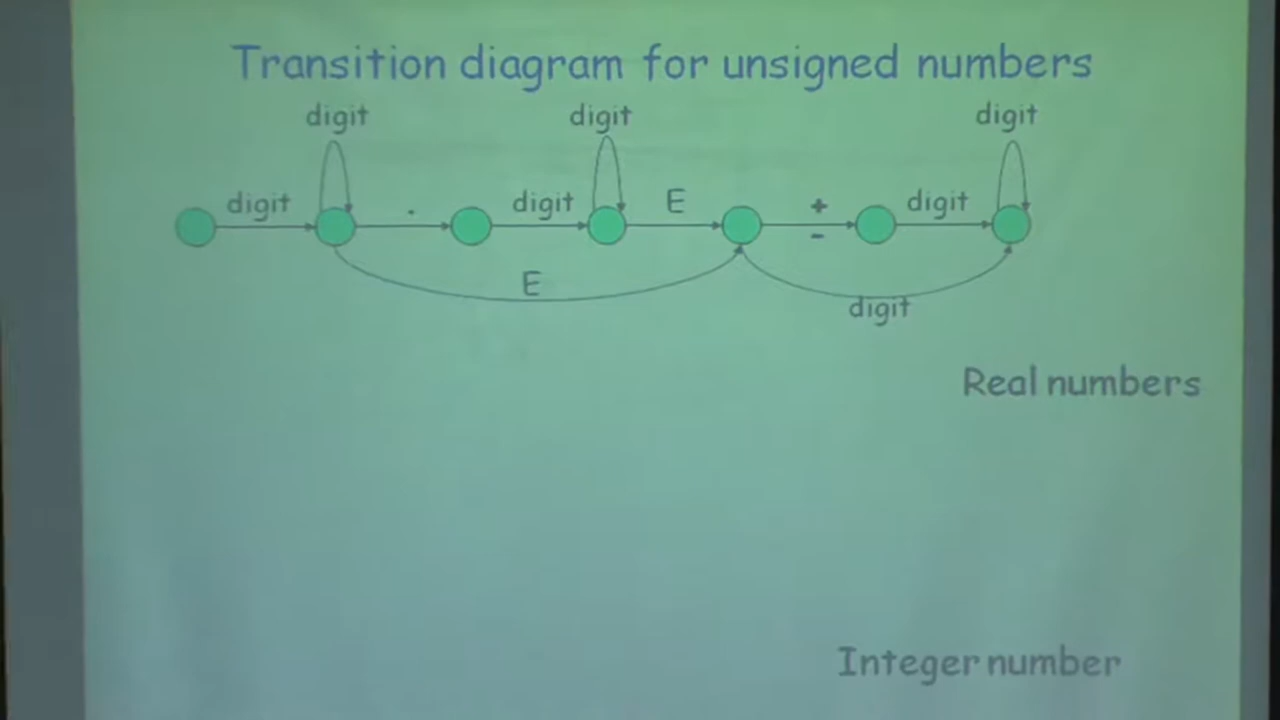 Transition diagram for unsigned numbers
digit digit digit
digit . digit E + digit
-
E
digit
Real numbers
Integer number